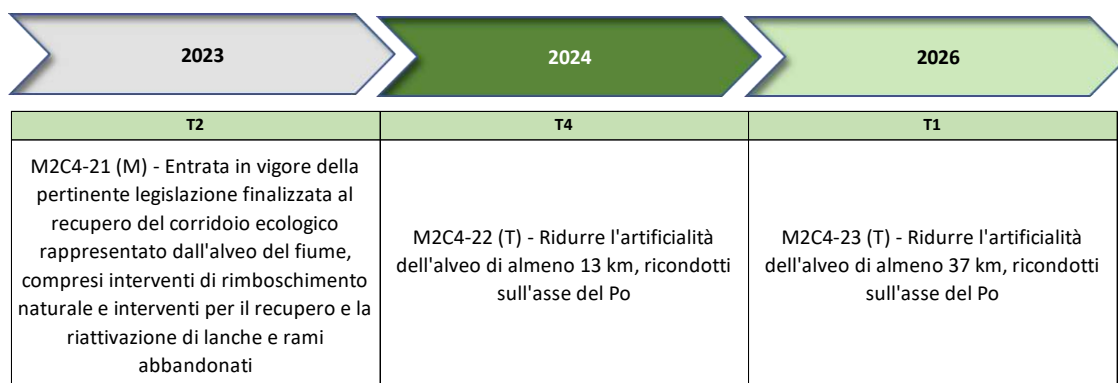 2023
2024
2026
T2
T4
T1
M2C4-21 (M) - Entrata in vigore della
pertinente legislazione finalizzata al
recupero del corridoio ecologico
rappresentato dall'alveo del fiume,
compresi interventi di rimboschimento
naturale e interventi per il recupero e la
riattivazione di lanche e rami
abbandonati
M2C4-22 (T) - Ridurre l'artificialità
dell'alveo di almeno 13 km, ricondotti
sull'asse del Po
M2C4-23 (T) - Ridurre l'artificialità
dell'alveo di almeno 37 km, ricondotti
sull'asse del Po